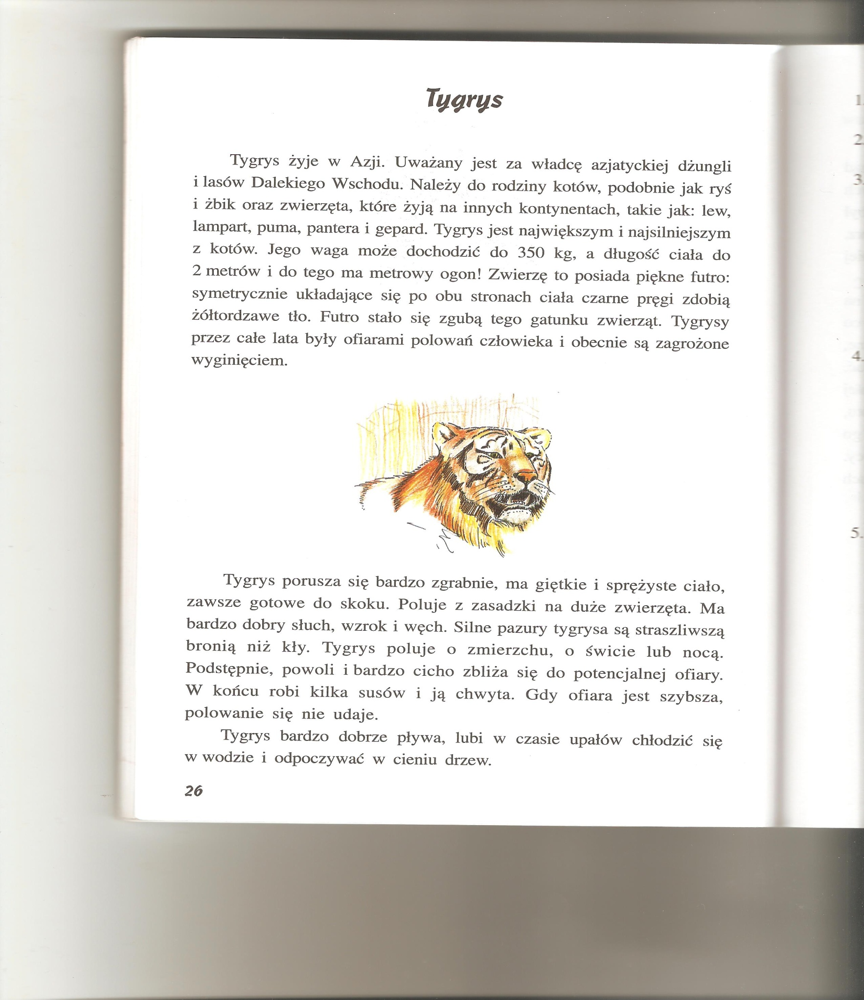 Tygrys
Tygrys żyje w Azji. Uważany jest za władcę azjatyckiej dżungli
i lasów Dalekiego Wschodu. Należy do rodziny kotów, podobnie jak ryś
i żbik oraz zwierzęta, które żyją na innych kontynentach, takie jak: lew,
lampart, puma, pantera i gepard. Tygrys jest największym i najsilniejszym
z kotów. Jego waga może dochodzić do 350 kg, a długość ciała do
2 metrów i do tego ma metrowy ogon! Zwierzę to posiada piękne futro:
symetrycznie układające się po obu stronach ciała czarne pręgi zdobią
żółtordzawe tło. Futro stało się zgubą tego gatunku zwierząt. Tygrysy
przez całe lata były ofiarami polowań człowieka i obecnie są zagrożone
wyginięciem.
Tygrys porusza się bardzo zgrabnie, ma giętkie i sprężyste ciało,
zawsze gotowe do skoku. Poluje z zasadzki na duże zwierzęta. Ma
bardzo dobry słuch, wzrok i węch. Silne pazury tygrysa są straszliwszą
bronią niż kły. Tygrys poluje o zmierzchu, o świcie lub nocą.
Podstępnie, powoli i bardzo cicho zbliża się do potencjalnej ofiary.
W końcu robi kilka susów i ją chwyta. Gdy ofiara jest szybsza,
polowanie się nie udaje.
Tygrys bardzo dobrze pływa, lubi w czasie upałów chłodzić się
w wodzie i odpoczywać w cieniu drzew.
26
1.
2.
3.
4.
5.